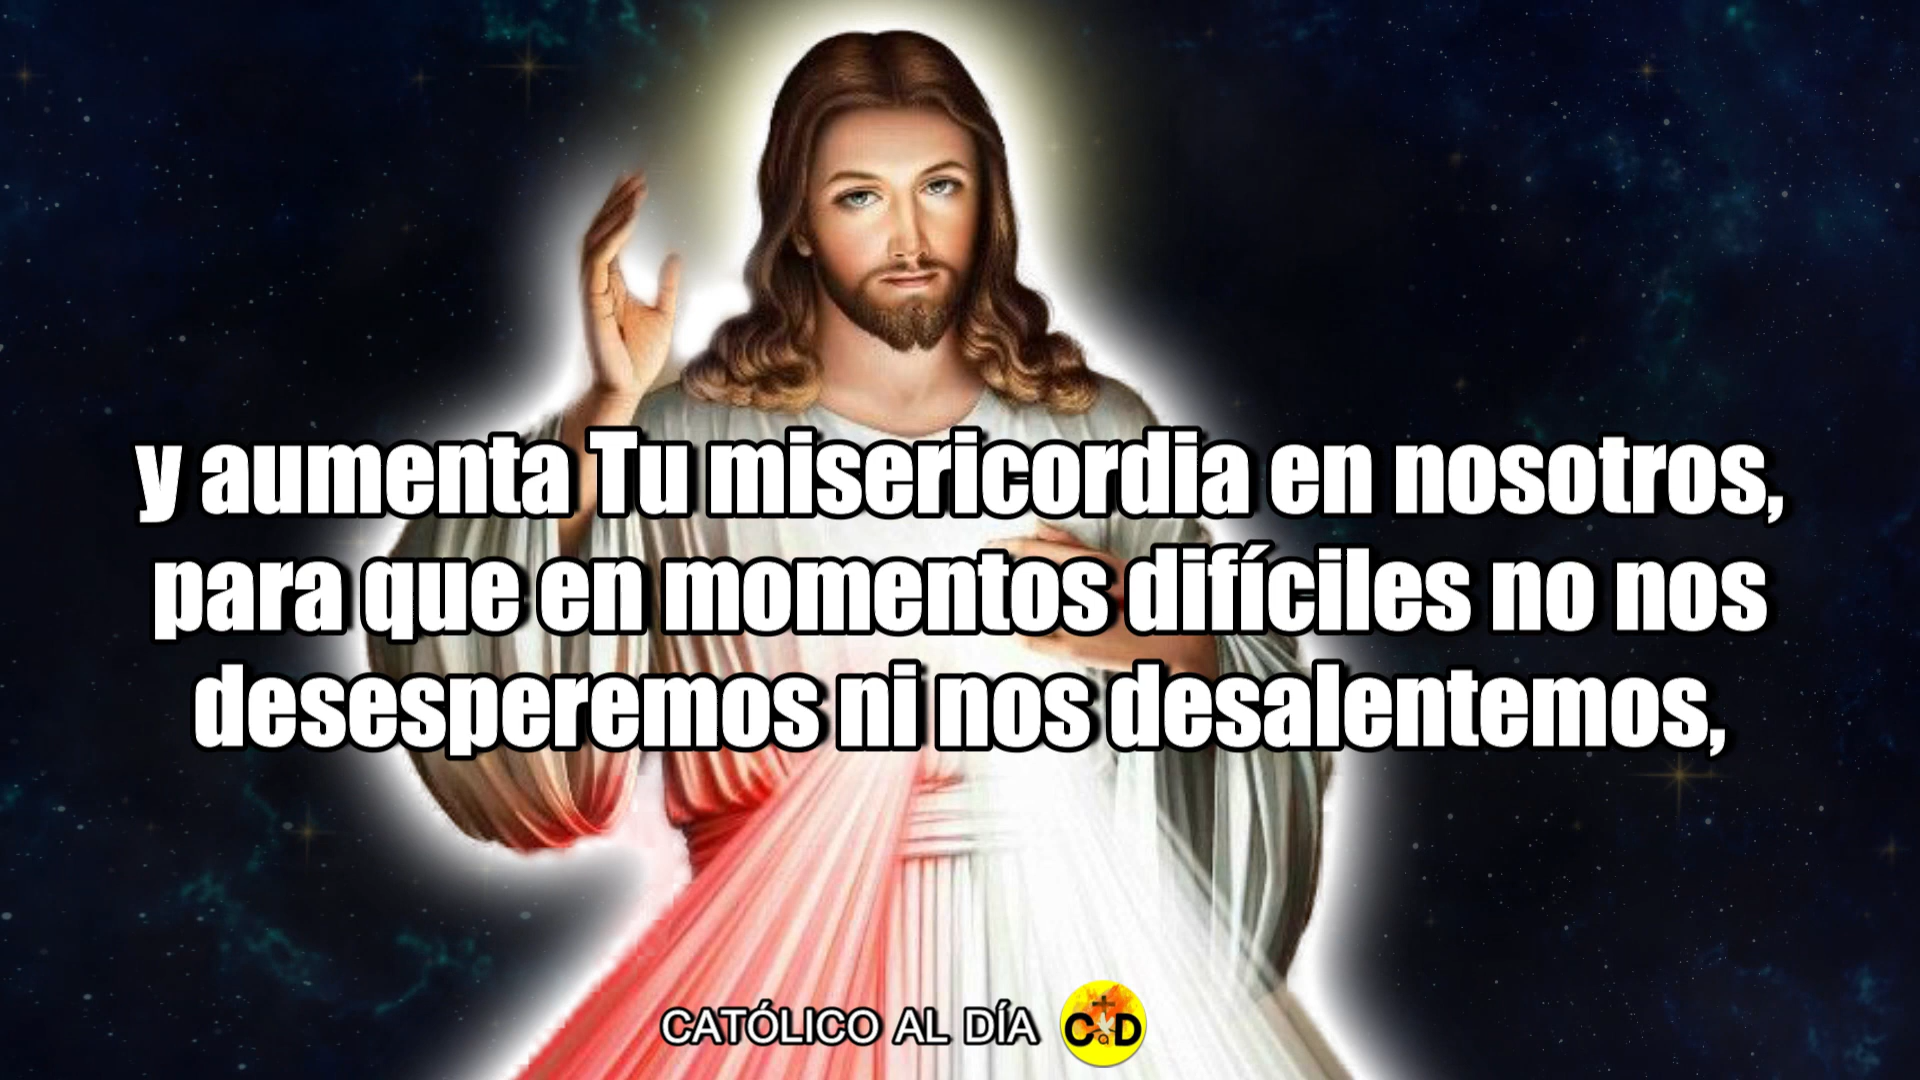 y aumenta Tu misericordia en nosotros,
para que en momentos difíciles no nos
desesperemos ni nos desalentemos,
CATÓLICO AL DÍA
CaD